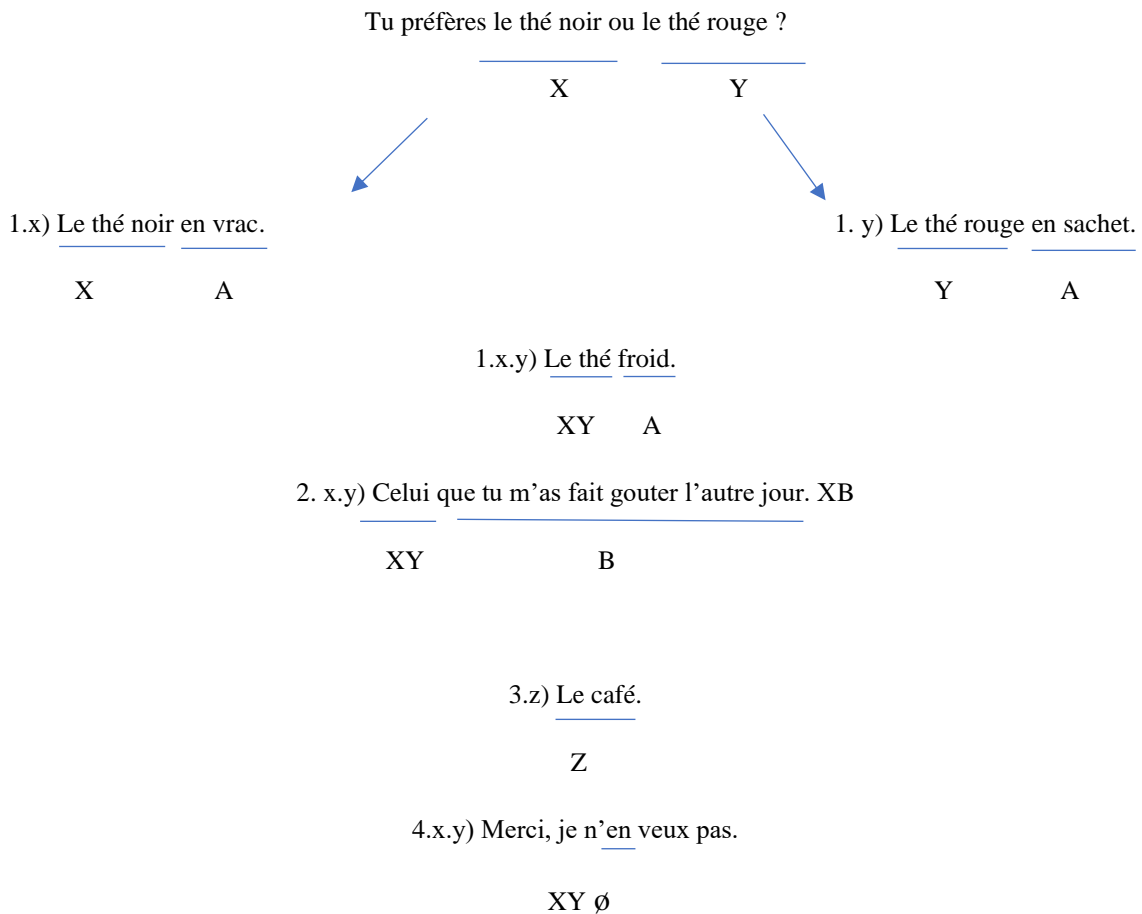 Tu préfères le thé noir ou le thé rouge ?
X Y
1.x) Le thé noir en vrac. 1. y) Le thé rouge en sachet.
X A Y A
1.x.y) Le thé froid.
XY A
2. x.y) Celui que tu m’as fait gouter l’autre jour. XB
XY B
3.z) Le café.
Z
4.x.y) Merci, je n’en veux pas.
XY ø